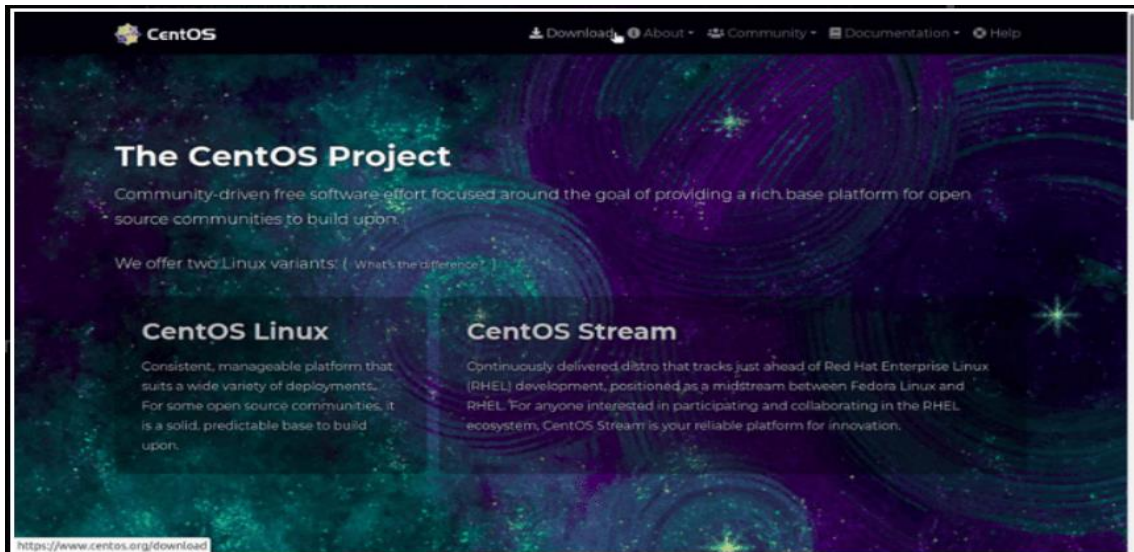 CentOS
Download About Community Documentation Help
The CentOS Project
Community-driven free software effort focused around the goal of providing a rich base platform for open
source communities to build upon.
We offer two Linux variants: ( What's the difference? )
CentOS Linux
Consistent, manageable platform that
suits a wide variety of deployments.
For some open source communities, it
is a solid, predictable base to build
upon.
CentOS Stream
Continuously delivered distro that tracks just ahead of Red Hat Enterprise Linux
(RHEL) development, positioned as a midstream between Fedora Linux and
RHEL. For anyone interested in participating and collaborating in the RHEL
ecosystem, CentOS Stream is your reliable platform for innovation.
https://www.centos.org/download